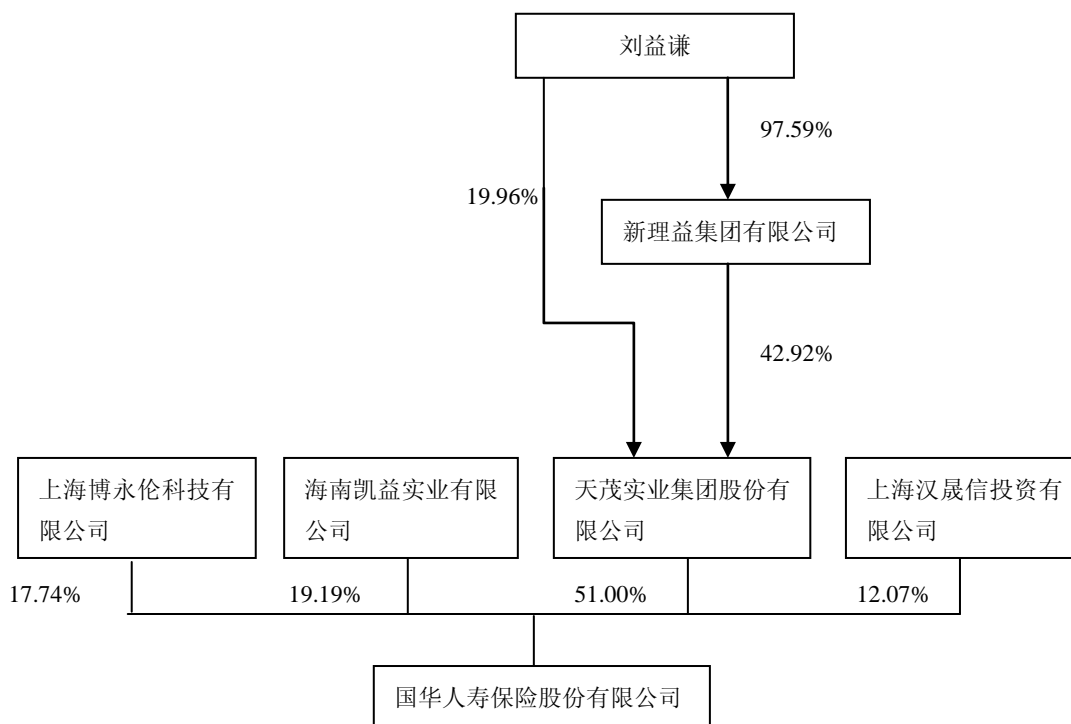 刘益谦
97.59%
19.96%
新理益集团有限公司
42.92%
上海博永伦科技有
限公司
海南凯益实业有限
公司
天茂实业集团股份有
限公司
上海汉晟信投资有
限公司
17.74%
19.19%
51.00%
12.07%
国华人寿保险股份有限公司